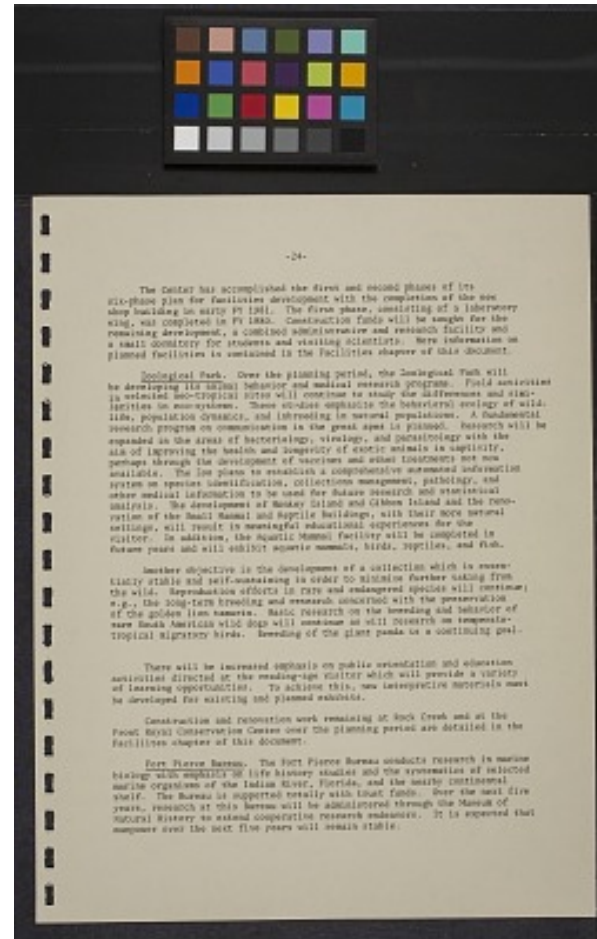 -24-
The Center has accomplished the first and second phases of its
six-phase plan for facilities development with the completion of the new
shop building in early FY 1981. The first phase, consisting of a laboratory
wing, was completed in FY 1980. Construction funds will be sought for the
remaining development, a combined administrative and research facility and
a small dormitory for students and visiting scientists. More information on
planned facilities is contained in the Facilities chapter of this document.
Zoological Park. Over the planning period, the Zoological Park will
be developing its animal behavior and medical research programs. Field activities
in selected neo-tropical sites will continue to study the differences and simi-
larities in eco-systems. These studies emphasize the behavioral ecology of wild-
life, population dynamics, and inbreeding in natural populations. A fundamental
research program on communication in the great apes is planned. Research will be
expanded in the areas of bacteriology, virology, and parasitology with the
aim of improving the health and longevity of exotic animals in captivity,
perhaps through the development of vaccines and other treatments not now
available. The Zoo plans to establish a comprehensive automated information
system on species identification, collections management, pathology, and
other medical information to be used for future research and statistical
analysis. The development of Monkey Island and Gibbon Island and the reno-
vation of the Small Mammal and Reptile Buildings, with their more natural
settings, will result in meaningful educational experiences for the
visitor. In addition, the Aquatic Mammal facility will be completed in
future years and will exhibit aquatic mammals, birds, reptiles, and fish.
Another objective is the development of a collection which is essen-
tially stable and self-sustaining in order to minimize further taking from
the wild. Reproduction efforts in rare and endangered species will continue;
e.g., the long-term breeding and research concerned with the preservation
of the golden lion tamarin. Basic research on the breeding and behavior of
rare South American wild dogs will continue as will research on temperate-
tropical migratory birds. Breeding of the giant panda is a continuing goal.
There will be increased emphasis on public orientation and education
activities directed at the reading-age visitor which will provide a variety
of learning opportunities. To achieve this, new interpretive materials must
be developed for existing and planned exhibits.
Construction and renovation work remaining at Rock Creek and at the
Front Royal Conservation Center over the planning period are detailed in the
Facilities chapter of this document.
Fort Pierce Bureau. The Fort Pierce Bureau conducts research in marine
biology with emphasis on life history studies and the systematics of selected
marine organisms of the Indian River, Florida, and the nearby continental
shelf. The Bureau is supported totally with trust funds. Over the next five
years, research at this Bureau will be administered through the Museum of
Natural History to extend cooperative research endeavors. It is expected that
manpower over the next five years will remain stable.